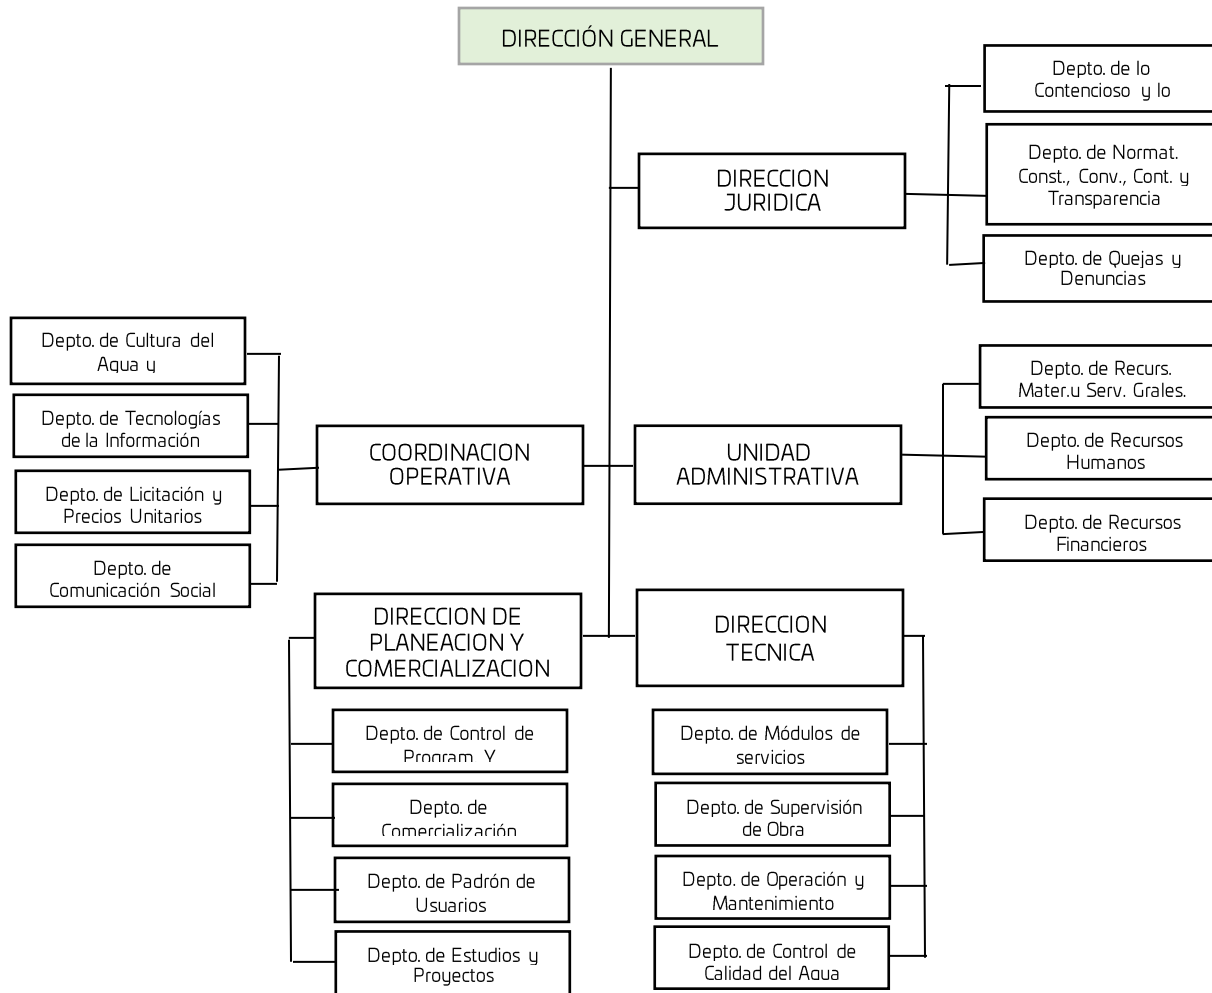 DIRECCIÓN GENERAL
Depto. de lo
Contencioso y lo
Depto. de Normat.
Const., Conv., Cont. y
Transparencia
DIRECCION
JURIDICA
Depto. de Quejas y
Denuncias
Depto. de Cultura del
Agua y
Depto. de Tecnologías
de la Información
Depto. de Licitación y
Precios Unitarios
Depto. de
Comunicación Social
COORDINACION
OPERATIVA
UNIDAD
ADMINISTRATIVA
Depto. de Recurs.
Mater.u Serv. Grales.
Depto. de Recursos
Humanos
Depto. de Recursos
Financieros
DIRECCION DE
PLANEACION Y
COMERCIALIZACION
DIRECCION
TECNICA
Depto. de Control de
Program. Y
Depto. de
Comercialización
Depto. de Padrón de
Usuarios
Depto. de Estudios y
Proyectos
Depto. de Módulos de
servicios
Depto. de Supervisión
de Obra
Depto. de Operación y
Mantenimiento
Depto. de Control de
Calidad del Agua